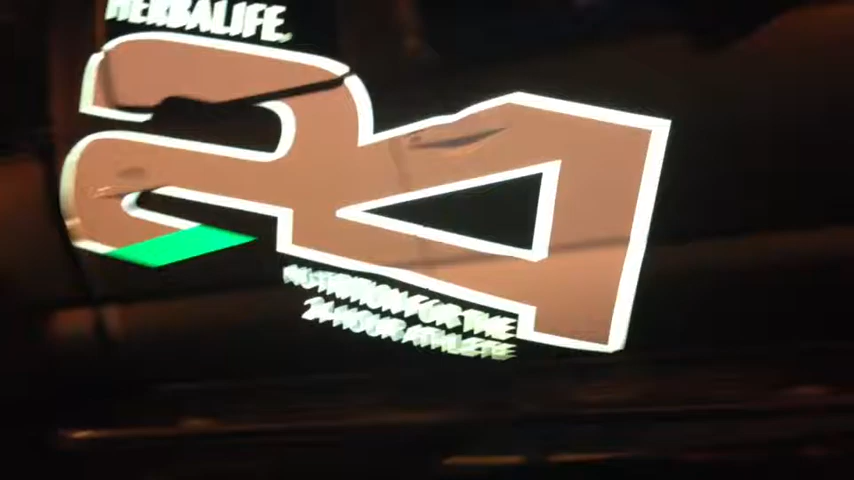 HERBALIFE.
24
NUTRITION FOR THE
24-HOUR ATHLETE